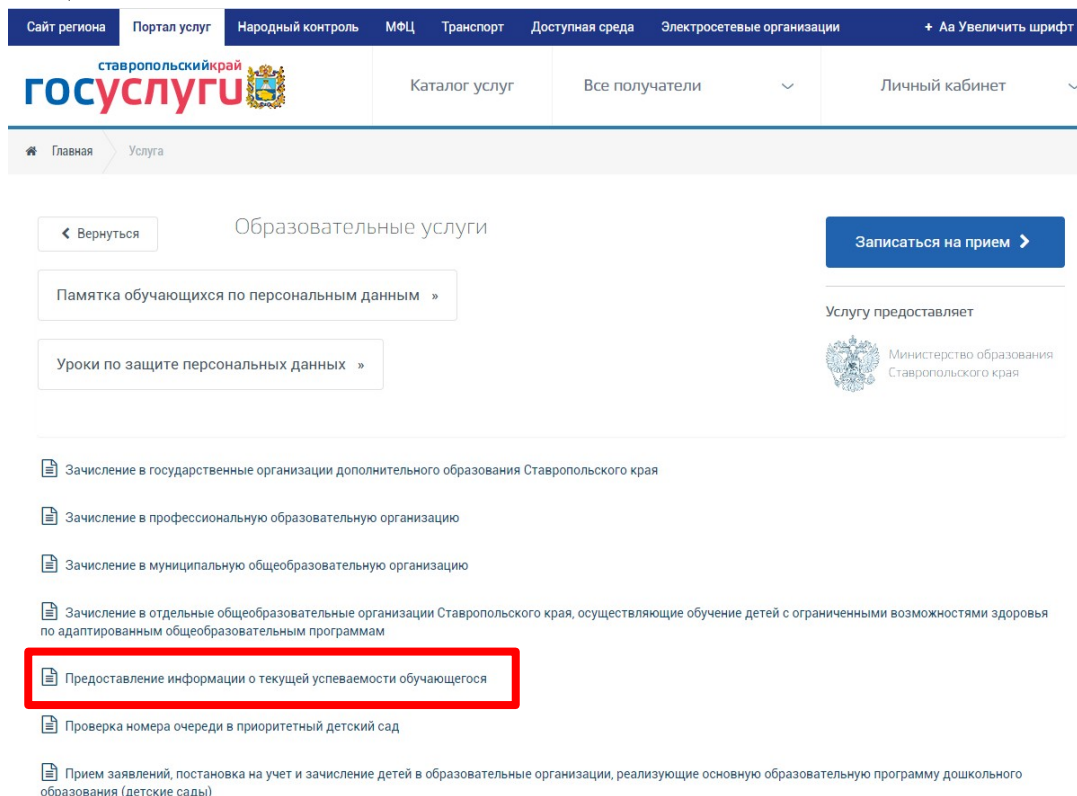 Сайт региона Портал услуг Народный контроль МФЦ Транспорт Доступная среда Электросетевые организации + Аа Увеличить шрифт
ставропольскийкрай
госуслуги
Каталог услуг Все получатели Личный кабинет
Главная Услуга
Вернуться Образовательные услуги
Записаться на прием
Памятка обучающихся по персональным данным »
Услугу предоставляет
Уроки по защите персональных данных »
Министерство образования
Ставропольского края
Зачисление в государственные организации дополнительного образования Ставропольского края
Зачисление в профессиональную образовательную организацию
Зачисление в муниципальную общеобразовательную организацию
Зачисление в отдельные общеобразовательные организации Ставропольского края, осуществляющие обучение детей с ограниченными возможностями здоровья
по адаптированным общеобразовательным программам
Предоставление информации о текущей успеваемости обучающегося
Проверка номера очереди в приоритетный детский сад
Прием заявлений, постановка на учет и зачисление детей в образовательные организации, реализующие основную образовательную программу дошкольного
образования (детские сады)